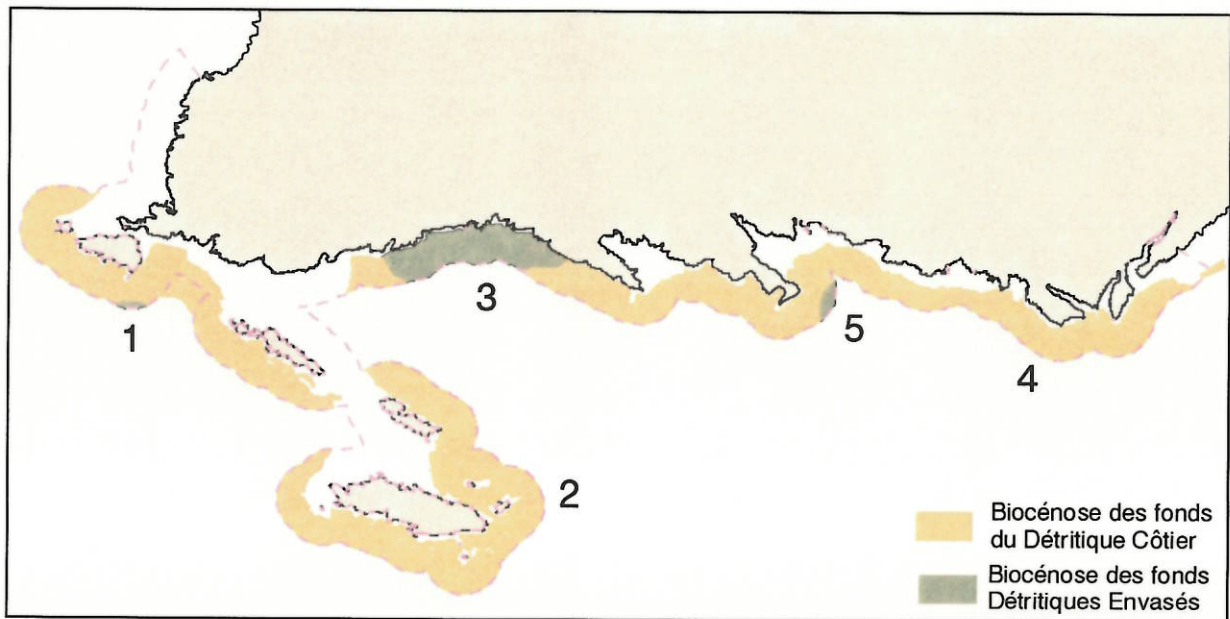 1
3
5
4
2
Biocénose des fonds
du Détritique Côtier
Biocénose des fonds
Détritiques Envasés